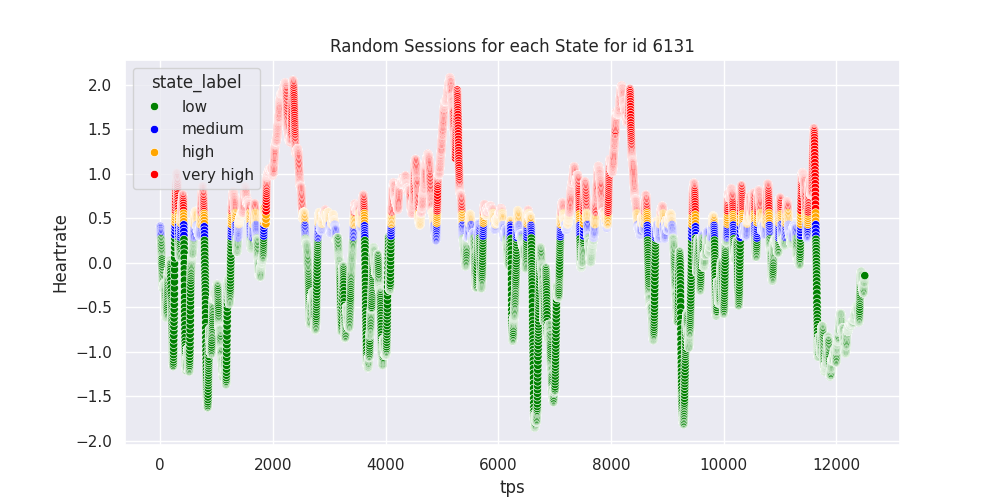 Random Sessions for each State for id 6131
state_label
low
medium
high
very high
Heartrate
2.0
1.5
1.0
0.5
0.0
−0.5
−1.0
−1.5
−2.0
0 2000 4000 6000 8000 10000 12000
tps